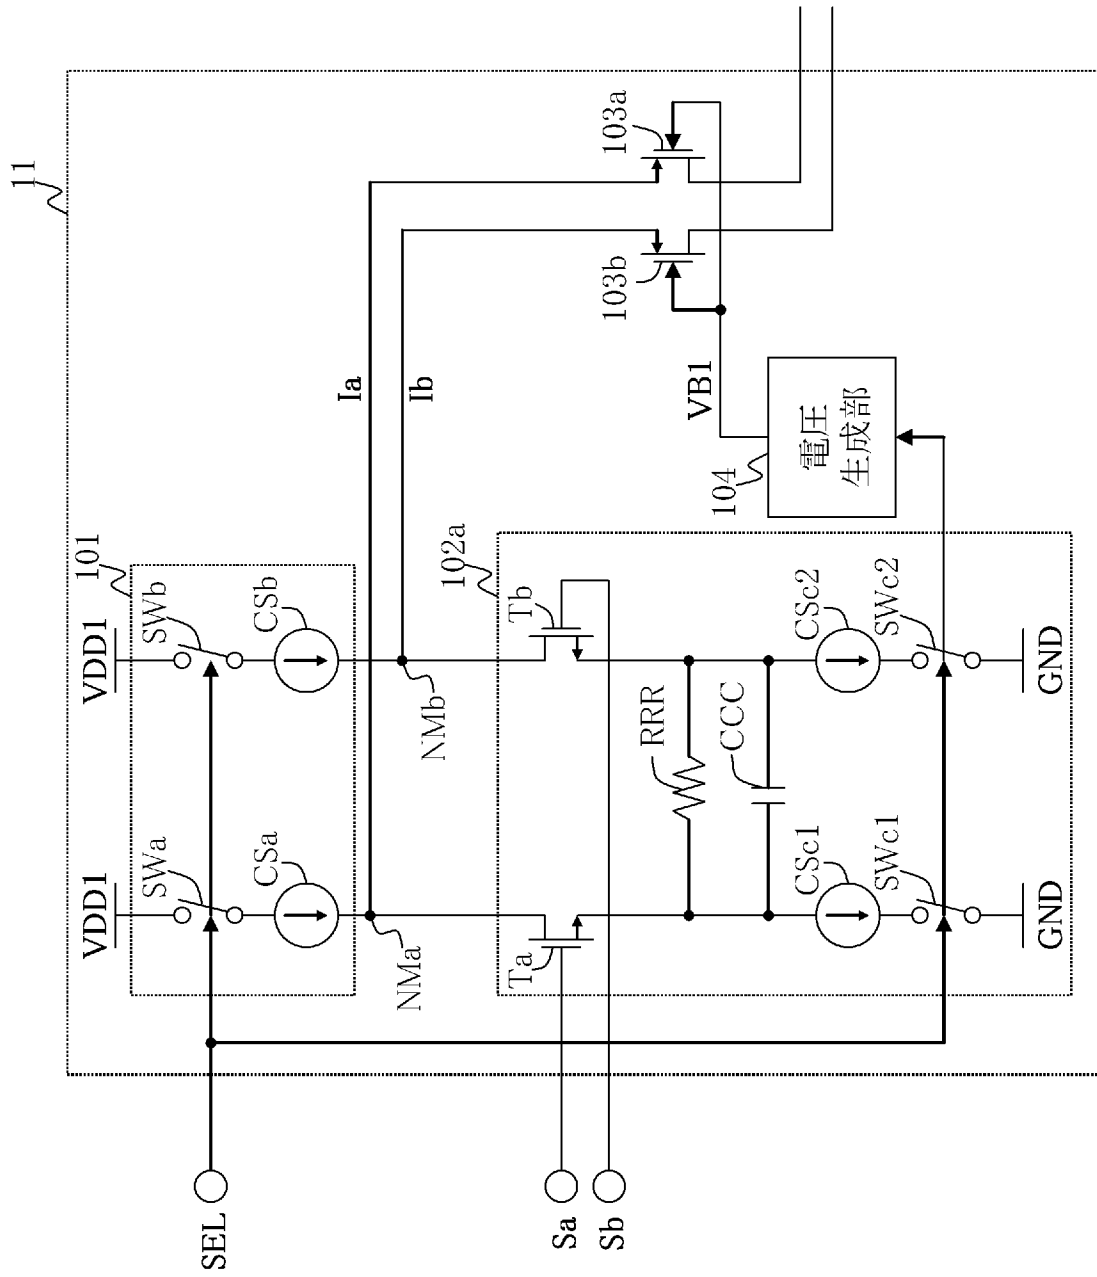 11
101
VDD1
VDD1
SWa
SWb
CSa
CSb
NMa
NMb
Ia
Ib
103a
103b
VB1
104
電圧
生成部
102a
Ta
Tb
RRR
CCC
CSc1
CSc2
SWc1
SWc2
GND
GND
SEL
Sa
Sb